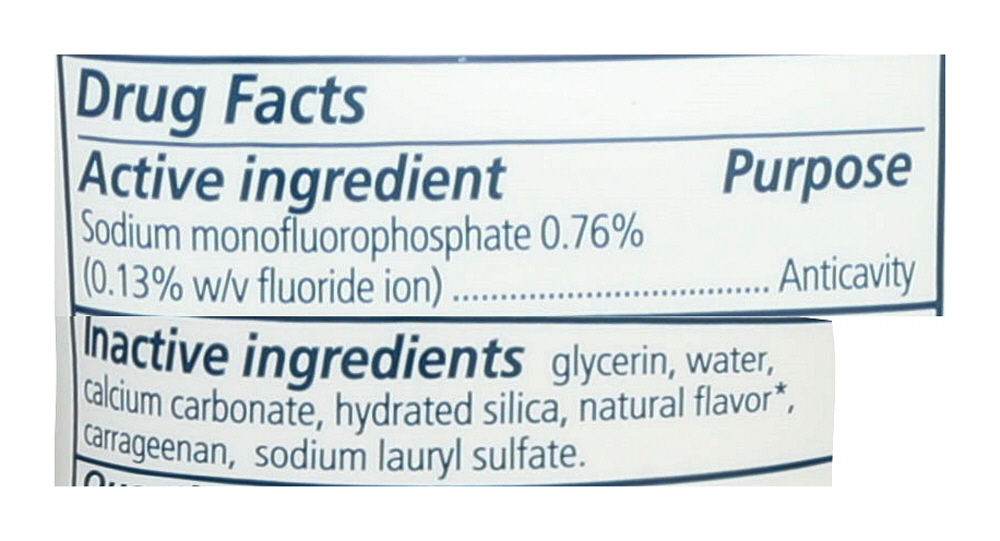 Drug Facts
Active ingredient Purpose
Sodium monofluorophosphate 0.76%
(0.13% w/v fluoride ion) ................................ Anticavity
Inactive ingredients glycerin, water,
calcium carbonate, hydrated silica, natural flavor*,
carrageenan, sodium lauryl sulfate.